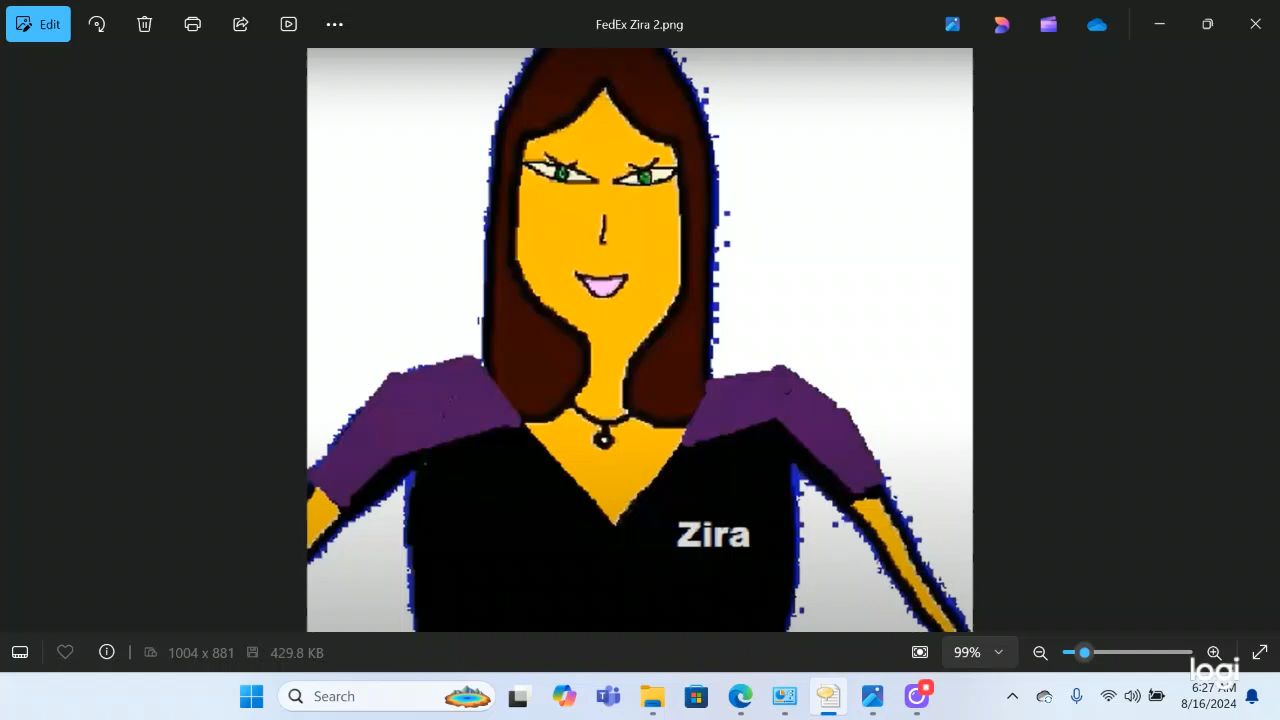 Edit
FedEx Zira 2.png
Zira
1004 x 881
429.8 KB
99%
logi
Search
6:27 AM
8/16/2024